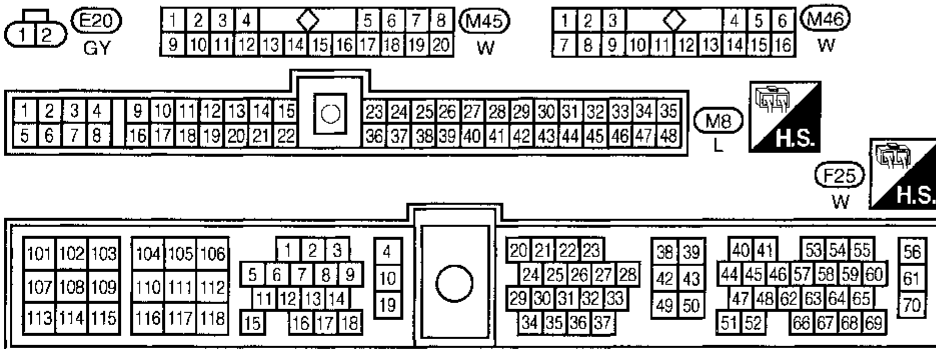 1 2 E20 GY
1 2 3 4 5 6 7 8 M45
9 10 11 12 13 14 15 16 17 18 19 20 W
1 2 3 4 5 6 M46
7 8 9 10 11 12 13 14 15 16 W
1 2 3 4 9 10 11 12 13 14 15 23 24 25 26 27 28 29 30 31 32 33 34 35
5 6 7 8 16 17 18 19 20 21 22 36 37 38 39 40 41 42 43 44 45 46 47 48
M8 L H.S.
F25 W H.S.
101 102 103 104 105 106 1 2 3 4 20 21 22 23 38 39 40 41 53 54 55 56
107 108 109 110 111 112 5 6 7 8 9 10 24 25 26 27 28 42 43 44 45 46 57 58 59 60 61
113 114 115 116 117 118 11 12 13 14 19 29 30 31 32 33 49 50 47 48 62 63 64 65 70
15 16 17 18 34 35 36 37 51 52 66 67 68 69